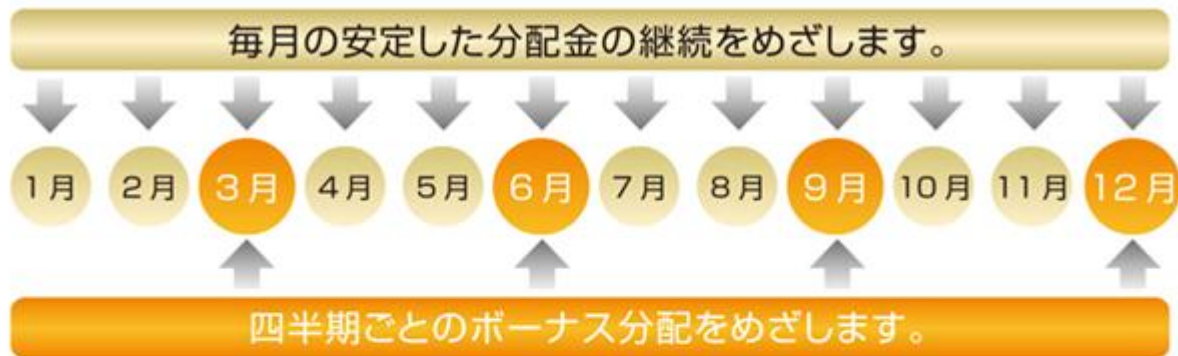 毎月の安定した分配金の継続をめざします。
1月 2月 3月 4月 5月 6月 7月 8月 9月 10月 11月 12月
四半期ごとのボーナス分配をめざします。